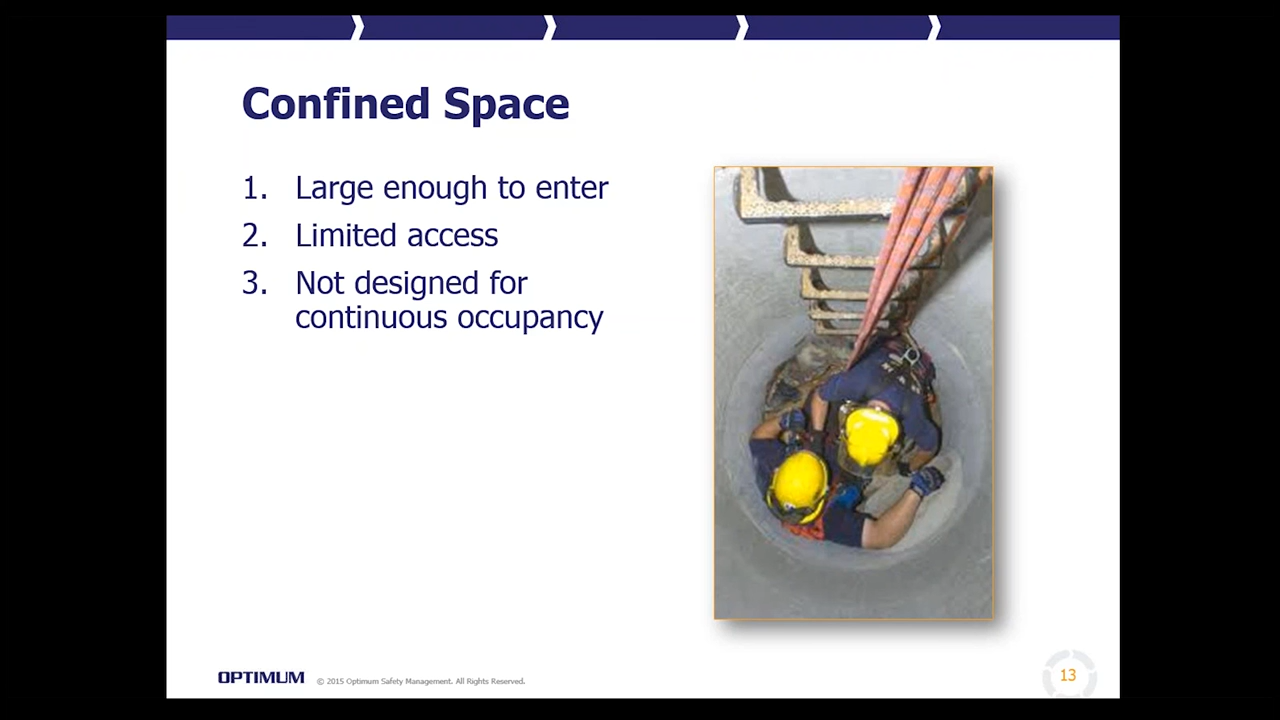 Confined Space
1. Large enough to enter
2. Limited access
3. Not designed for
continuous occupancy
OPTIMUM © 2015 Optimum Safety Management. All Rights Reserved.
13